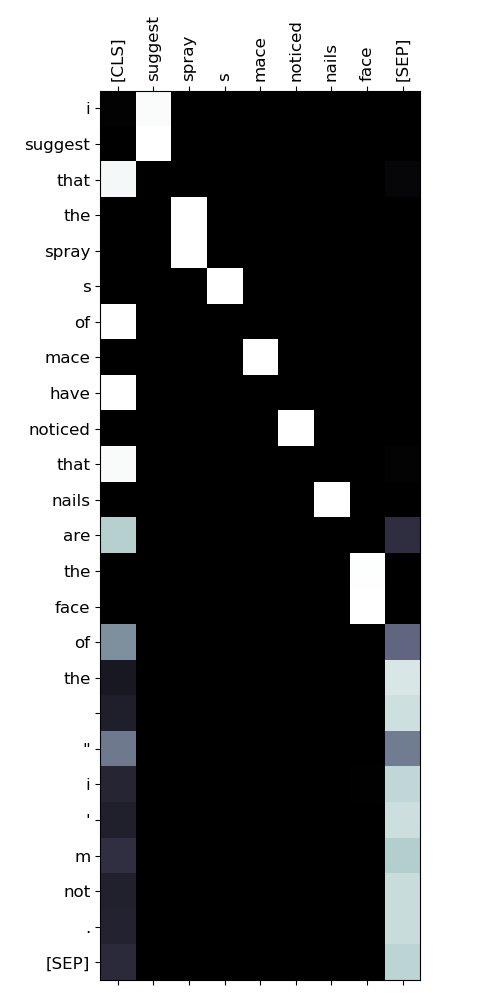 [CLS] suggest spray s mace noticed nails face [SEP]
i
suggest
that
the
spray
s
of
mace
have
noticed
that
nails
are
the
face
of
the
"
i
'
m
not
.
[SEP]